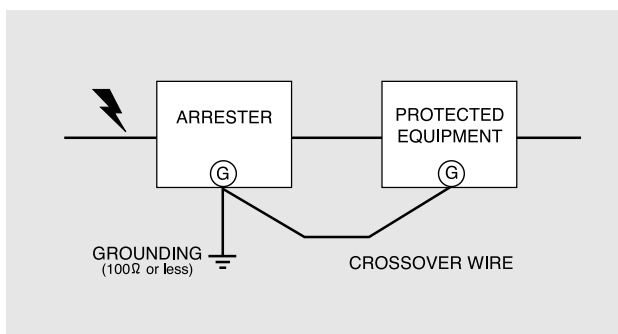 ARRESTER
PROTECTED
EQUIPMENT
G
G
GROUNDING
(100Ω or less)
CROSSOVER WIRE